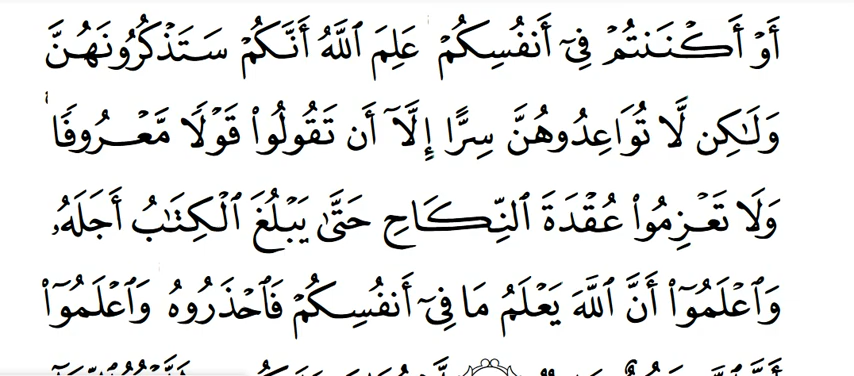 أَوۡ أَكۡنَنتُمۡ فِيٓ أَنفُسِكُمۡۚ عَلِمَ ٱللَّهُ أَنَّكُمۡ سَتَذۡكُرُونَهُنَّ
وَلَٰكِن لَّا تُوَاعِدُوهُنَّ سِرًّا إِلَّآ أَن تَقُولُواْ قَوۡلٗا مَّعۡرُوفٗاۚ
وَلَا تَعۡزِمُواْ عُقۡدَةَ ٱلنِّكَاحِ حَتَّىٰ يَبۡلُغَ ٱلۡكِتَٰبُ أَجَلَهُۥۚ
وَٱعۡلَمُوٓاْ أَنَّ ٱللَّهَ يَعۡلَمُ مَا فِيٓ أَنفُسِكُمۡ فَٱحۡذَرُوهُۚ وَٱعۡلَمُوٓاْ